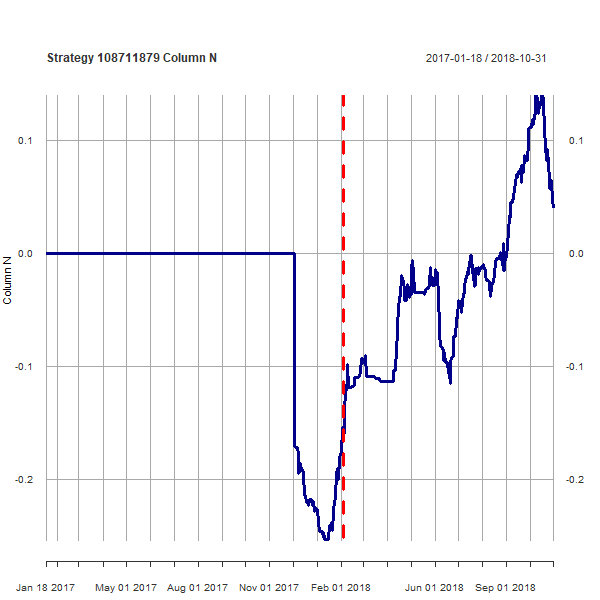 Strategy 108711879 Column N
2017-01-18 / 2018-10-31
0.1
0.1
0.0
0.0
-0.1
-0.1
-0.2
-0.2
Column N
Jan 18 2017
May 01 2017
Aug 01 2017
Nov 01 2017
Feb 01 2018
Jun 01 2018
Sep 01 2018